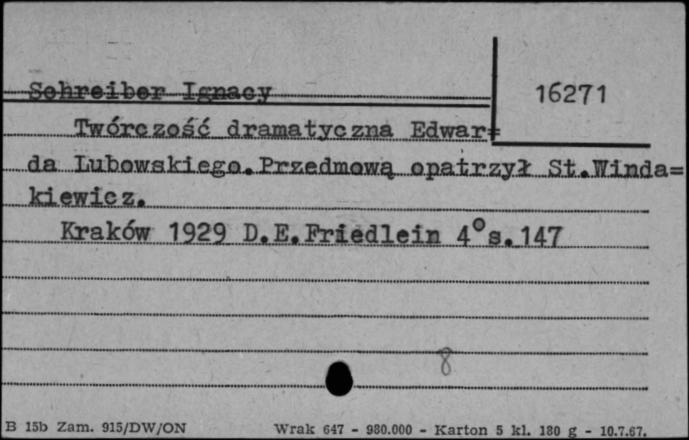 Schreiber Ignacy
16271
Twórczość dramatyczna Edwar=
da Lubowskiego.Przedmową opatrzył St.Winda=
kiewicz.
Kraków 1929 D.E.Friedlein 4°s.147
8
B 15b Zam. 915/DW/ON Wrak 647 - 980.000 - Karton 5 kl. 180 g - 10.7.67.